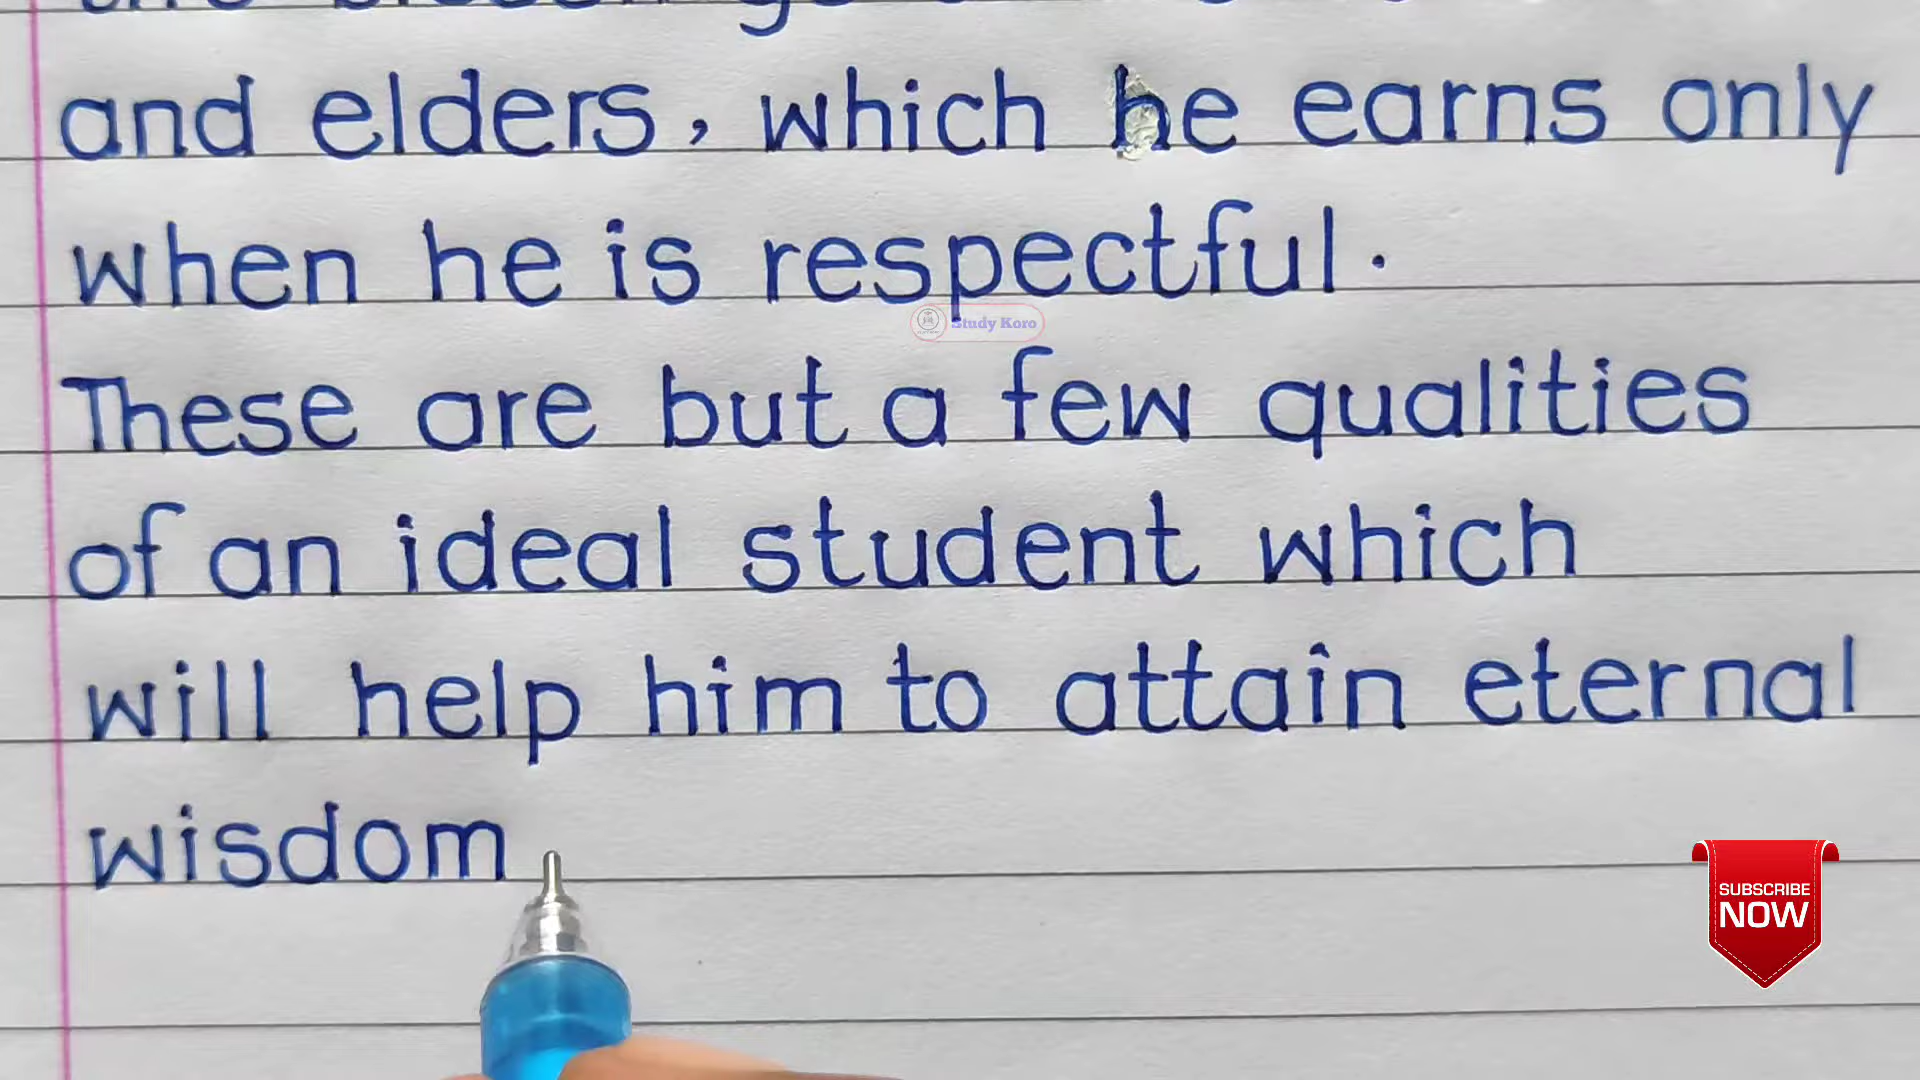 and elders, which he earns only
when he is respectful.
Study Koro
These are but a few qualities
of an ideal student which
will help him to attain eternal
wisdom
SUBSCRIBE
NOW